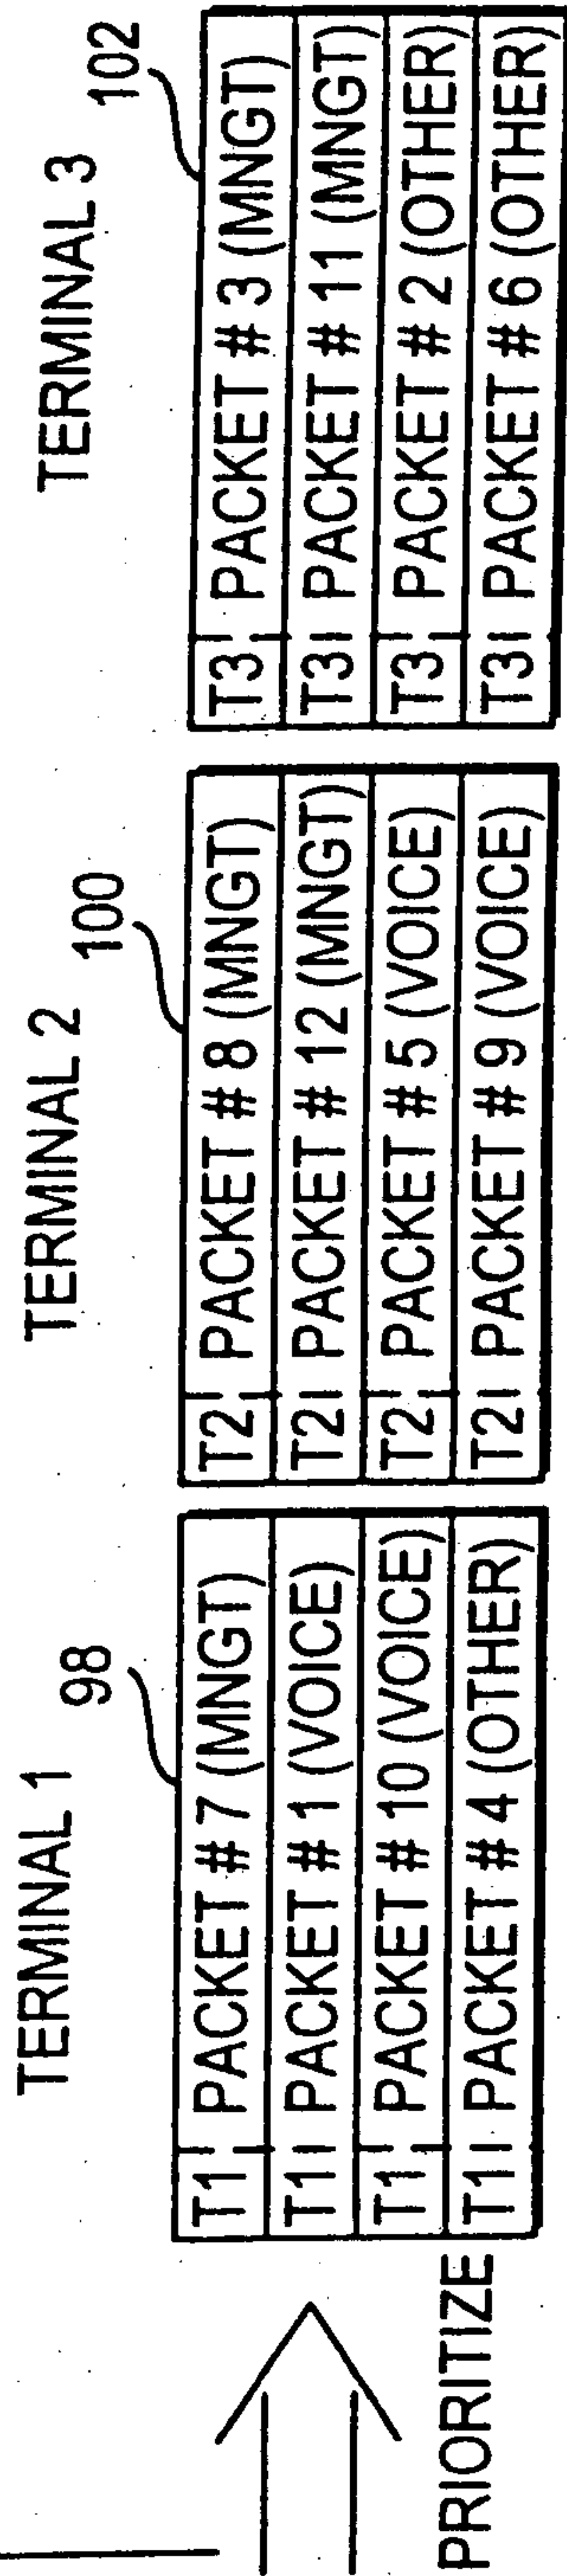 PRIORITIZE
TERMINAL 1
98
T1 PACKET # 7 (MNGT)
T1 PACKET # 1 (VOICE)
T1 PACKET # 10 (VOICE)
T1 PACKET # 4 (OTHER)
TERMINAL 2
100
T2 PACKET # 8 (MNGT)
T2 PACKET # 12 (MNGT)
T2 PACKET # 5 (VOICE)
T2 PACKET # 9 (VOICE)
TERMINAL 3
102
T3 PACKET # 3 (MNGT)
T3 PACKET # 11 (MNGT)
T3 PACKET # 2 (OTHER)
T3 PACKET # 6 (OTHER)